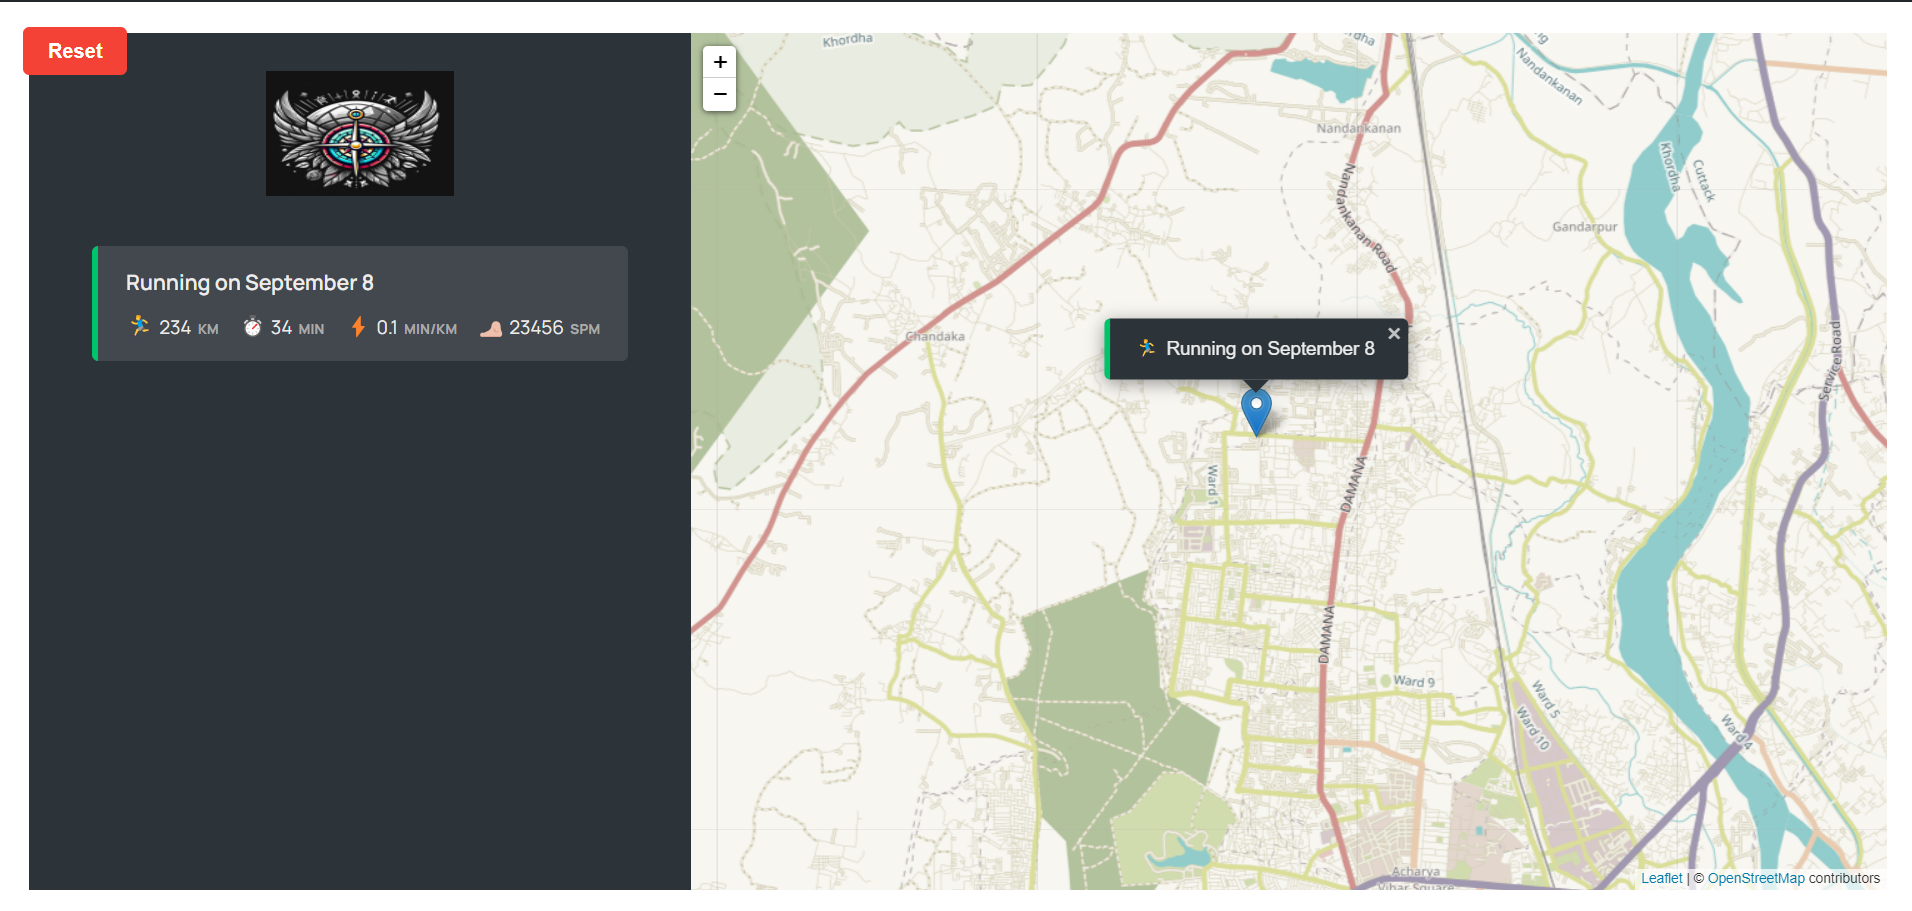 Reset
Running on September 8
234 KM 34 MIN 0.1 MIN/KM 23456 SPM
+
−
Khordha
Nandankanan
Nandankanan
Nandankanan Road
Khordha
Cuttack
Gandarpur
Chandaka
Running on September 8 ×
Service Road
Ward 1
DAMANA
DAMANA
Ward 9
Ward 5
Ward 10
Ward 4
Acharya
Vihar Square
Leaflet | © OpenStreetMap contributors